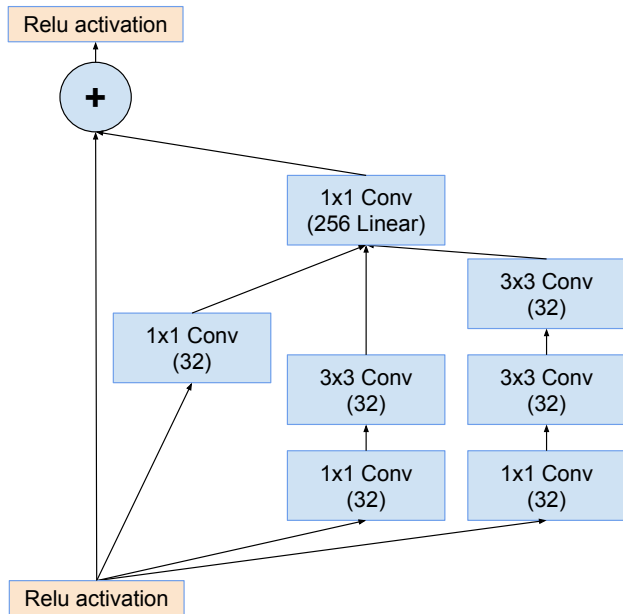 Relu activation
+
1x1 Conv
(256 Linear)
3x3 Conv
(32)
1x1 Conv
(32)
3x3 Conv
(32)
3x3 Conv
(32)
1x1 Conv
(32)
1x1 Conv
(32)
Relu activation